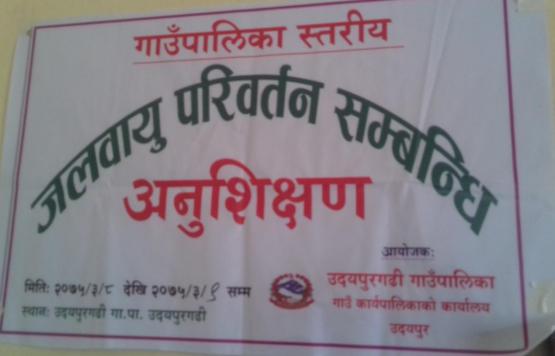 गाउँपालिका स्तरीय
जलवायु परिवर्तन सम्बन्धि
अनुशिक्षण
आयोजक:
मिति: २०७५/३/८ देखि २०७५/३/९ सम्म
उदयपुरगढी गाउँपालिका
स्थान: उदयपुरगढी गा.पा. उदयपुरगढी
गाउँ कार्यपालिकाको कार्यालय
उदयपुर